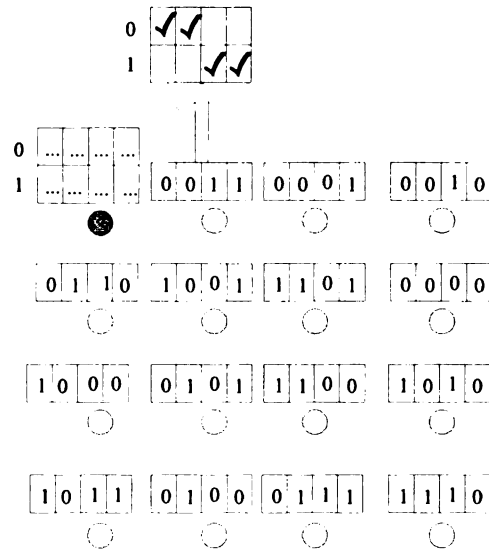 0 ✓ ✓
1 ✓ ✓
0 ... ... ... ...
1 ... ... ... ...
0 0 1 1 0 0 0 1 0 0 1 0
0 1 1 0 1 0 0 1 1 1 0 1 0 0 0 0
1 0 0 0 0 1 0 1 1 1 0 0 1 0 1 0
1 0 1 1 0 1 0 0 0 1 1 1 1 1 1 0